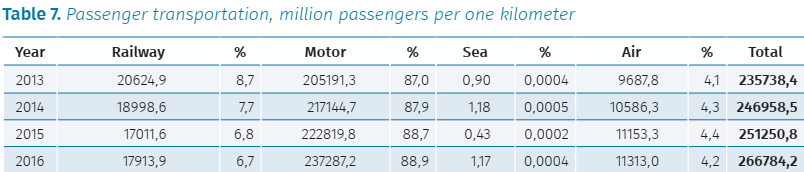 Table 7. Passenger transportation, million passengers per one kilometer
Year Railway % Motor % Sea % Air % Total
2013 20624,9 8,7 205191,3 87,0 0,90 0,0004 9687,8 4,1 235738,4
2014 18998,6 7,7 217144,7 87,9 1,18 0,0005 10586,3 4,3 246958,5
2015 17011,6 6,8 222819,8 88,7 0,43 0,0002 11153,3 4,4 251250,8
2016 17913,9 6,7 237287,2 88,9 1,17 0,0004 11313,0 4,2 266784,2